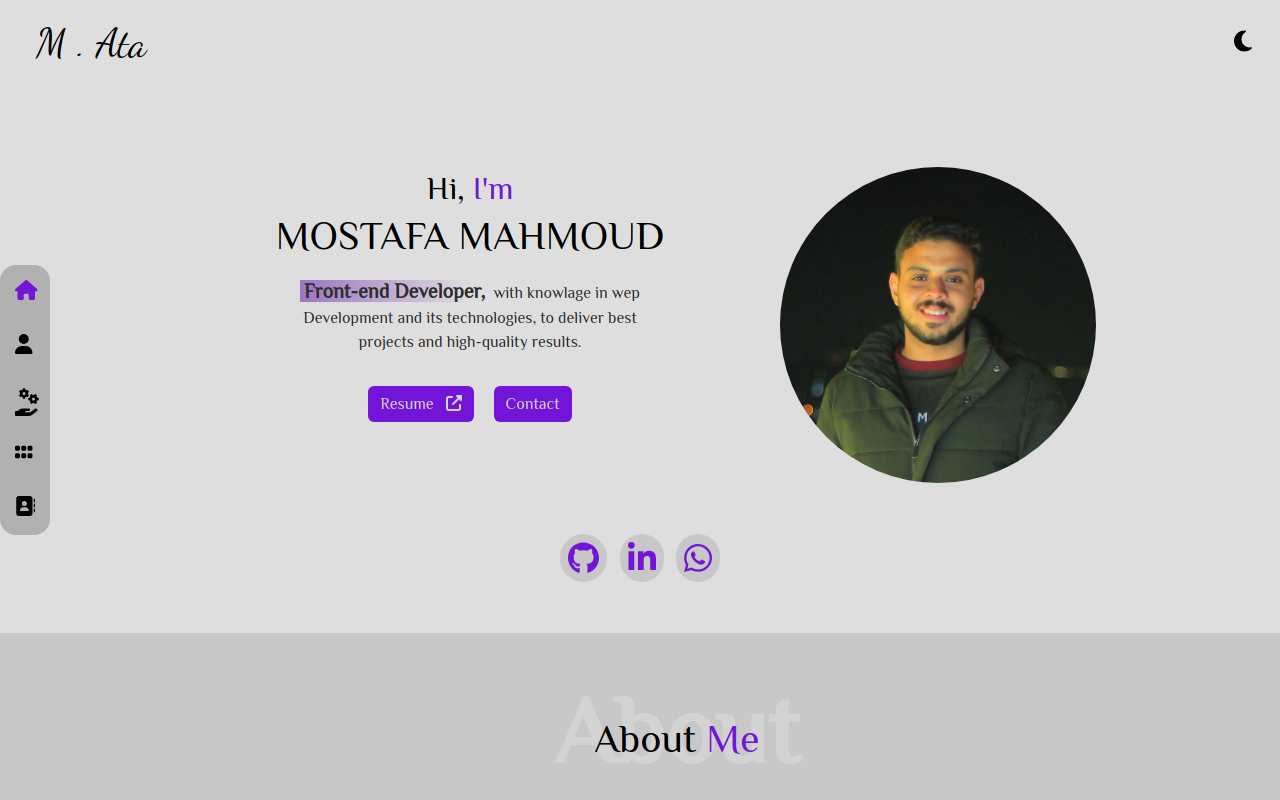 M . Ata
Hi, I'm
MOSTAFA MAHMOUD
Front-end Developer, with knowlage in wep
Development and its technologies, to deliver best
projects and high-quality results.
Resume
Contact
in
M
About
About Me